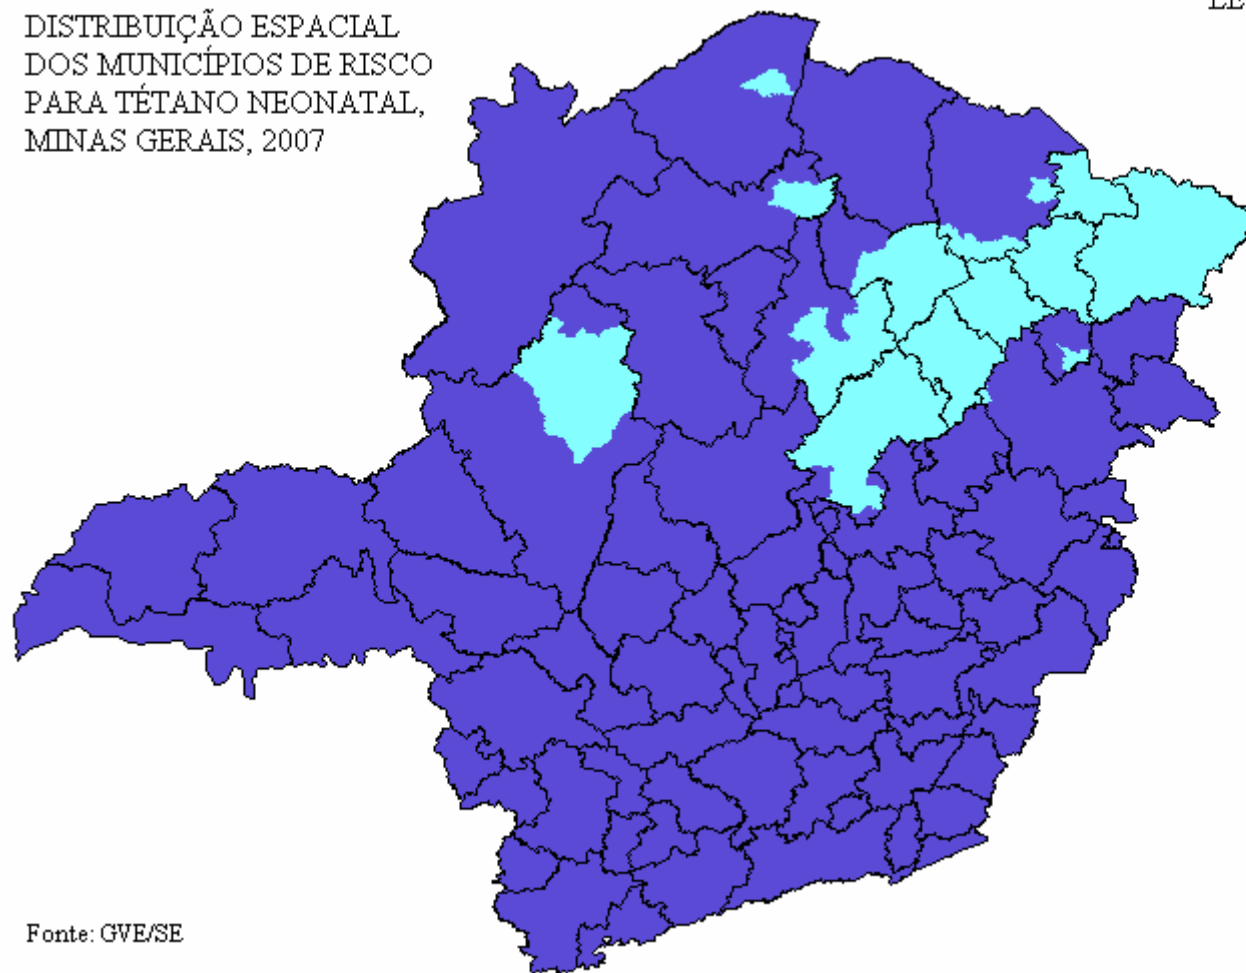 DISTRIBUIÇÃO ESPACIAL
DOS MUNICÍPIOS DE RISCO
PARA TÉTANO NEONATAL,
MINAS GERAIS, 2007
Fonte: GVE/SE